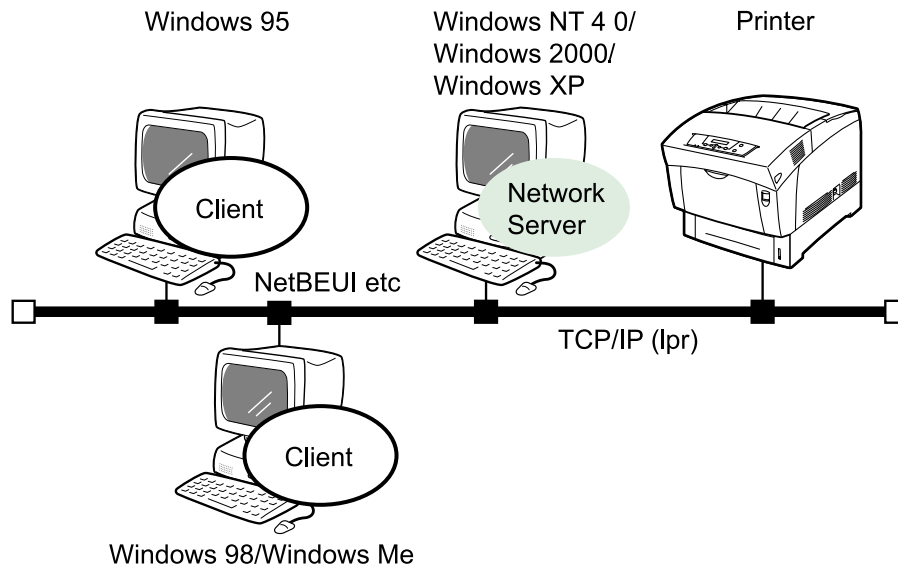 Windows 95
Windows NT 4 0/
Windows 2000/
Windows XP
Printer
Client
Network
Server
NetBEUI etc
TCP/IP (lpr)
Client
Windows 98/Windows Me